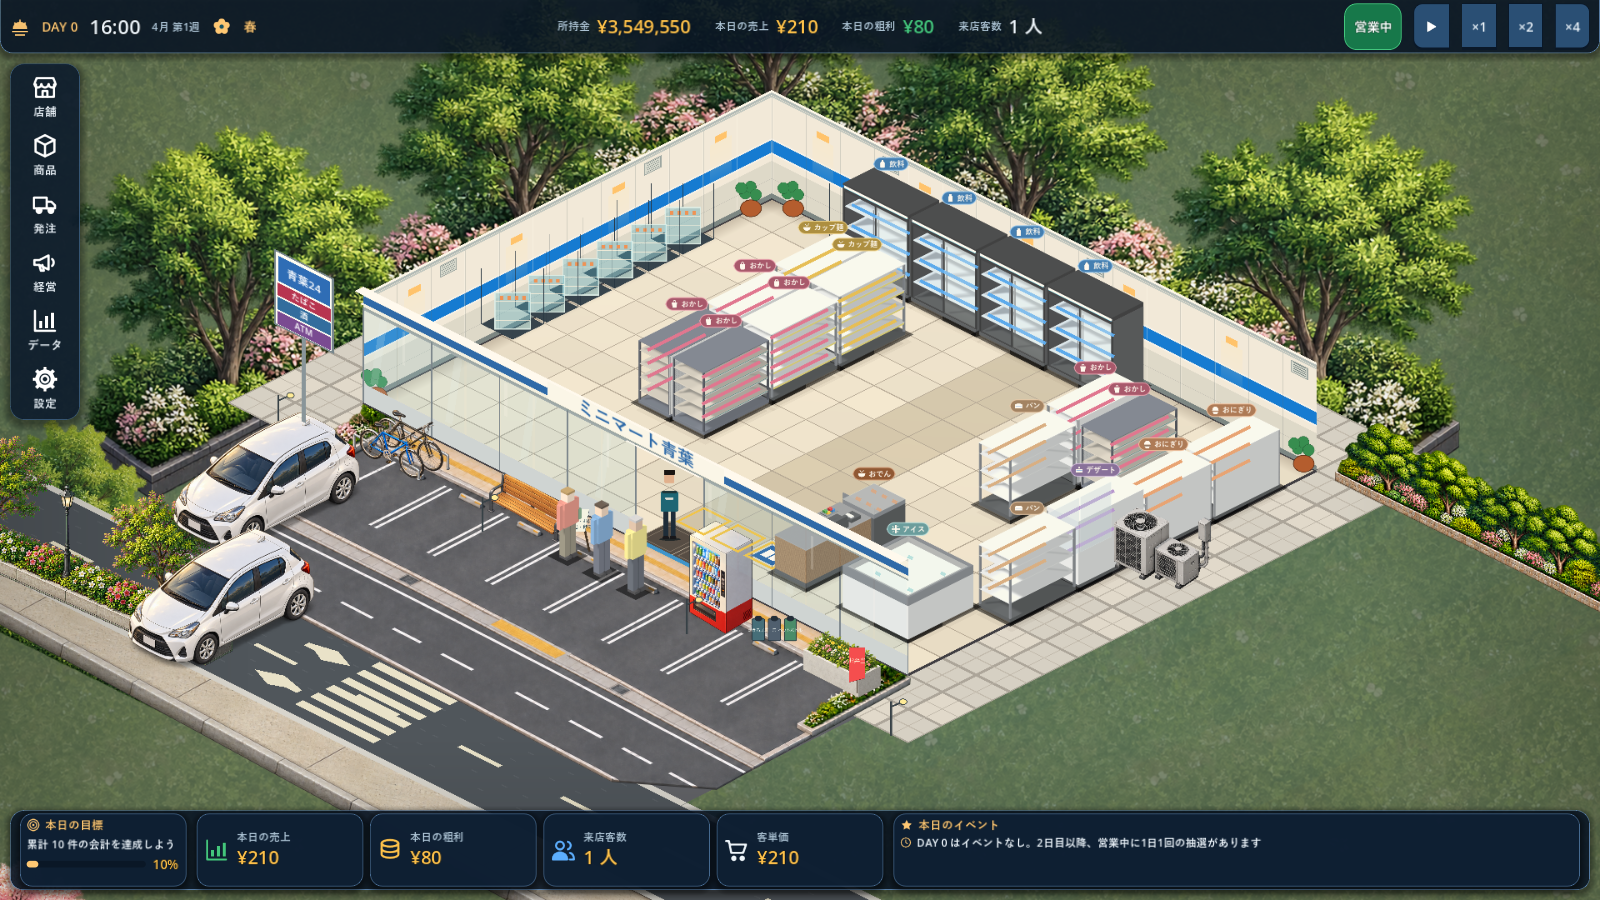 DAY 0 16:00 4月 第1週 春
所持金 ¥3,549,550 本日の売上 ¥210 本日の粗利 ¥80 来店客数 1 人
営業中 ×1 ×2 ×4
店舗
商品
発注
経営
データ
設定
飲料
飲料
飲料
飲料
カップ麺
カップ麺
おかし
おかし
おかし
おかし
おかし
おかし
パン
おにぎり
おにぎり
デザート
おでん
パン
アイス
青葉24
たばこ
酒
ATM
ミニマート青葉
本日の目標
累計 10 件の会計を達成しよう
10%
本日の売上
¥210
本日の粗利
¥80
来店客数
1 人
客単価
¥210
本日のイベント
DAY 0 はイベントなし。2日目以降、営業中に1日1回の抽選があります